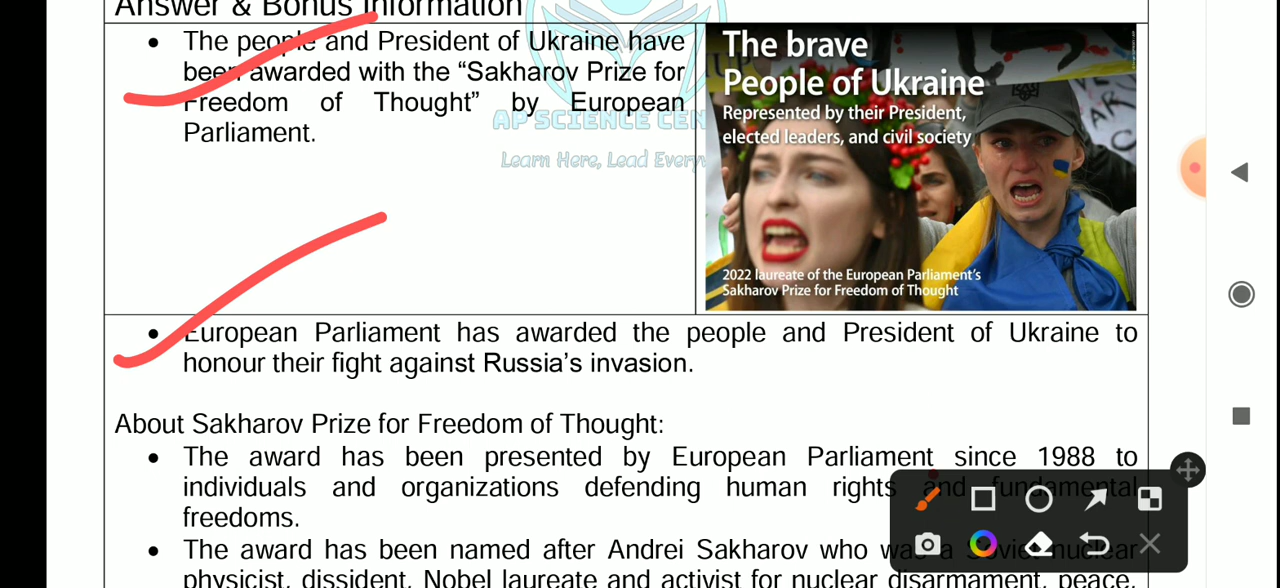 Answer & Bonus Information
The people and President of Ukraine have
been awarded with the “Sakharov Prize for
Freedom of Thought” by European
Parliament.
AP SCIENCE CEN
Learn Here, Lead Everyw
The brave
People of Ukraine
Represented by their President,
elected leaders, and civil society
2022 laureate of the European Parliament's
Sakharov Prize for Freedom of Thought
European Parliament has awarded the people and President of Ukraine to
honour their fight against Russia’s invasion.
About Sakharov Prize for Freedom of Thought:
The award has been presented by European Parliament since 1988 to
individuals and organizations defending human rights and fundamental
freedoms.
The award has been named after Andrei Sakharov who was a Soviet nuclear
physicist, dissident, Nobel laureate and activist for nuclear disarmament, peace,